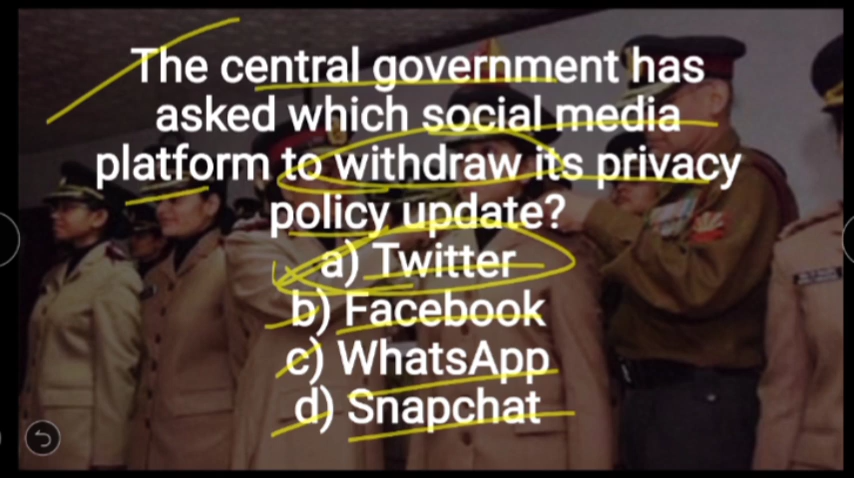 The central government has
asked which social media
platform to withdraw its privacy
policy update?
a) Twitter
b) Facebook
c) WhatsApp
d) Snapchat